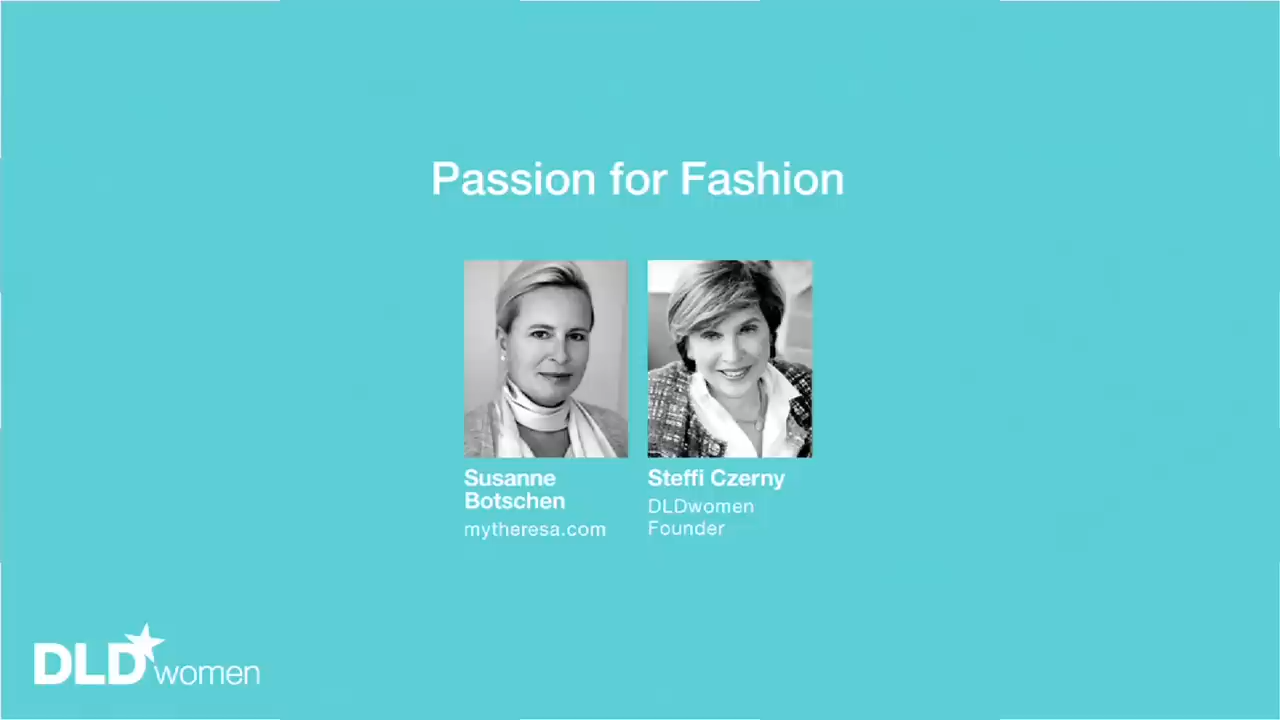 Passion for Fashion
Susanne
Botschen
mytheresa.com
Steffi Czerny
DLDwomen
Founder
DLD women